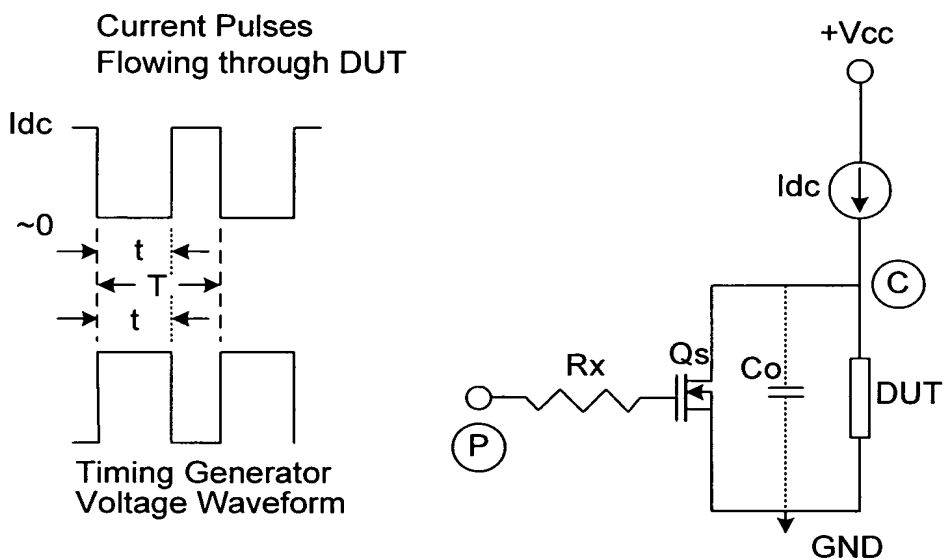 Current Pulses
Flowing through DUT
Idc
~0
t
T
t
Timing Generator
Voltage Waveform
+Vcc
Idc
C
Qs
Co
DUT
Rx
P
GND